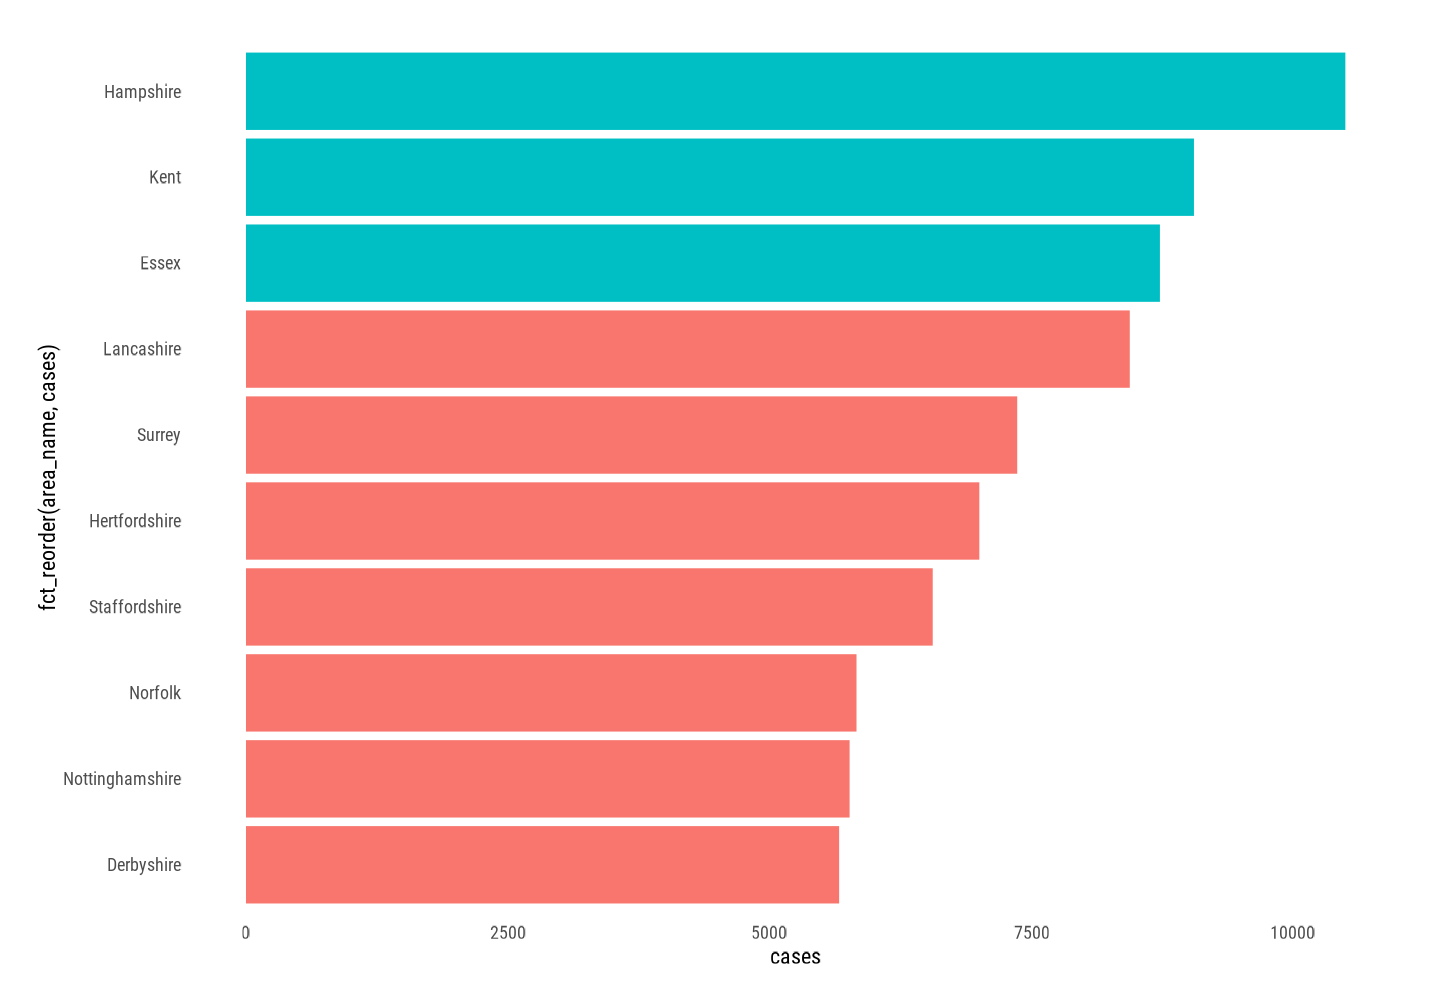 Hampshire
Kent
Essex
Lancashire
Surrey
Hertfordshire
Staffordshire
Norfolk
Nottinghamshire
Derbyshire
fct_reorder(area_name, cases)
0 2500 5000 7500 10000
cases